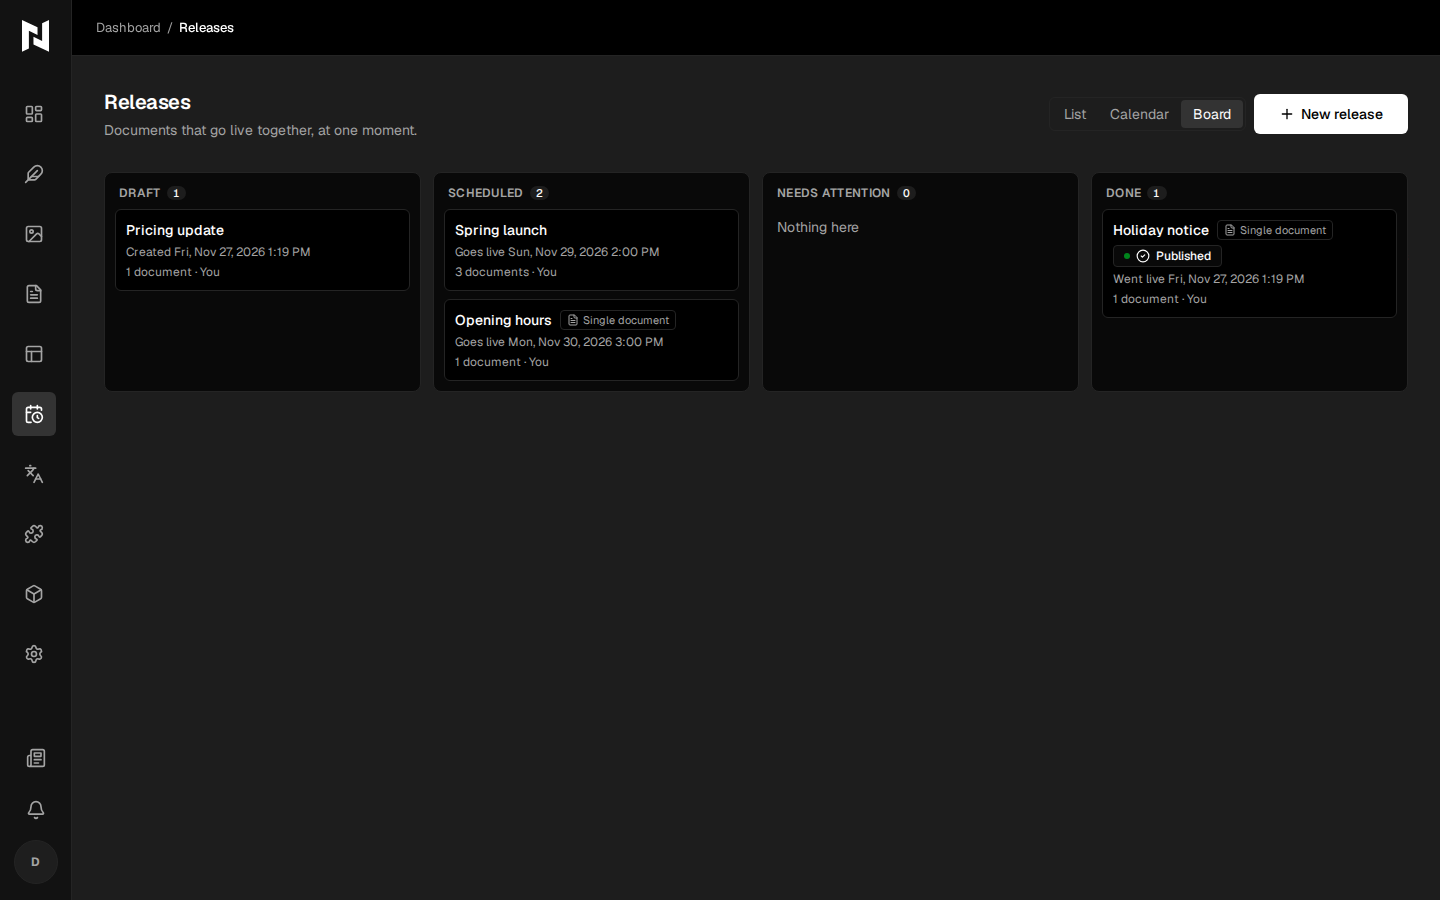 Dashboard / Releases
Releases
Documents that go live together, at one moment.
List
Calendar
Board
New release
DRAFT 1
Pricing update
Created Fri, Nov 27, 2026 1:19 PM
1 document · You
SCHEDULED 2
Spring launch
Goes live Sun, Nov 29, 2026 2:00 PM
3 documents · You
Opening hours
Single document
Goes live Mon, Nov 30, 2026 3:00 PM
1 document · You
NEEDS ATTENTION 0
Nothing here
DONE 1
Holiday notice
Single document
Published
Went live Fri, Nov 27, 2026 1:19 PM
1 document · You
D